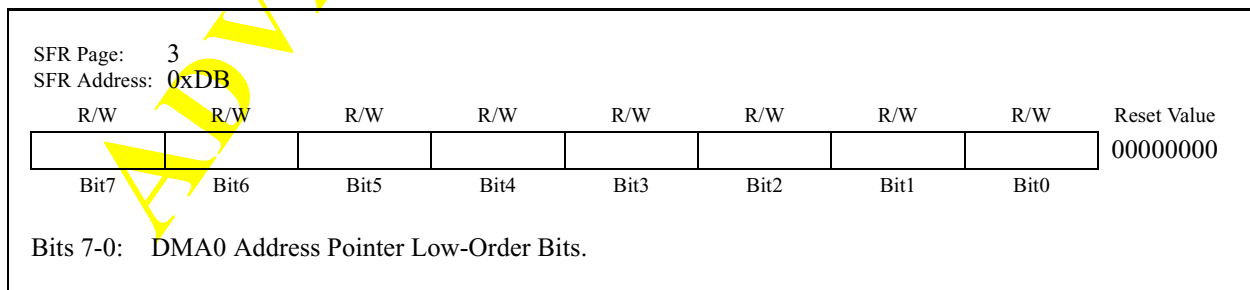 SFR Page: 3
SFR Address: 0xDB
R/W R/W R/W R/W R/W R/W R/W R/W Reset Value
00000000
Bit7 Bit6 Bit5 Bit4 Bit3 Bit2 Bit1 Bit0
Bits 7-0: DMA0 Address Pointer Low-Order Bits.
ADV